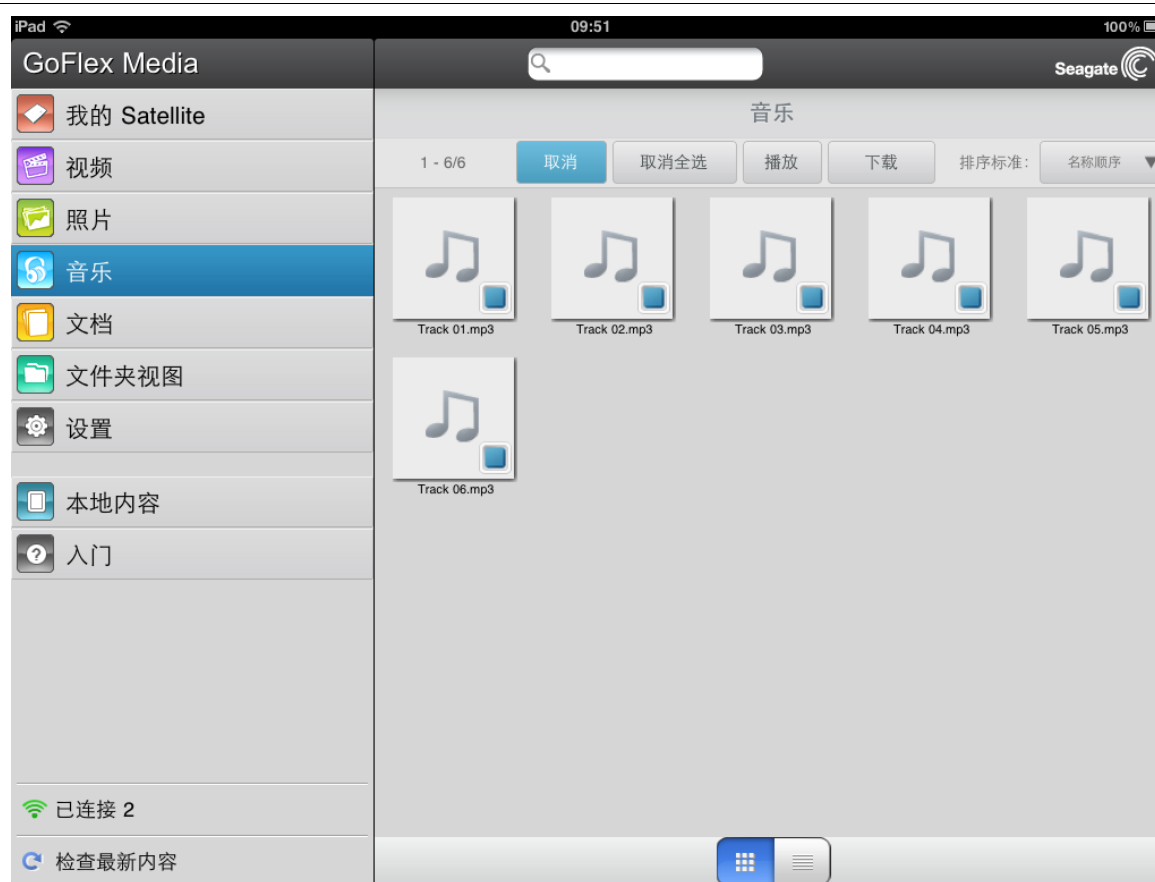 iPad
09:51
100%
GoFlex Media
Seagate
我的 Satellite
视频
照片
音乐
文档
文件夹视图
设置
本地内容
入门
已连接 2
检查最新内容
音乐
1 - 6/6
取消
取消全选
播放
下载
排序标准:
名称顺序
Track 01.mp3
Track 02.mp3
Track 03.mp3
Track 04.mp3
Track 05.mp3
Track 06.mp3